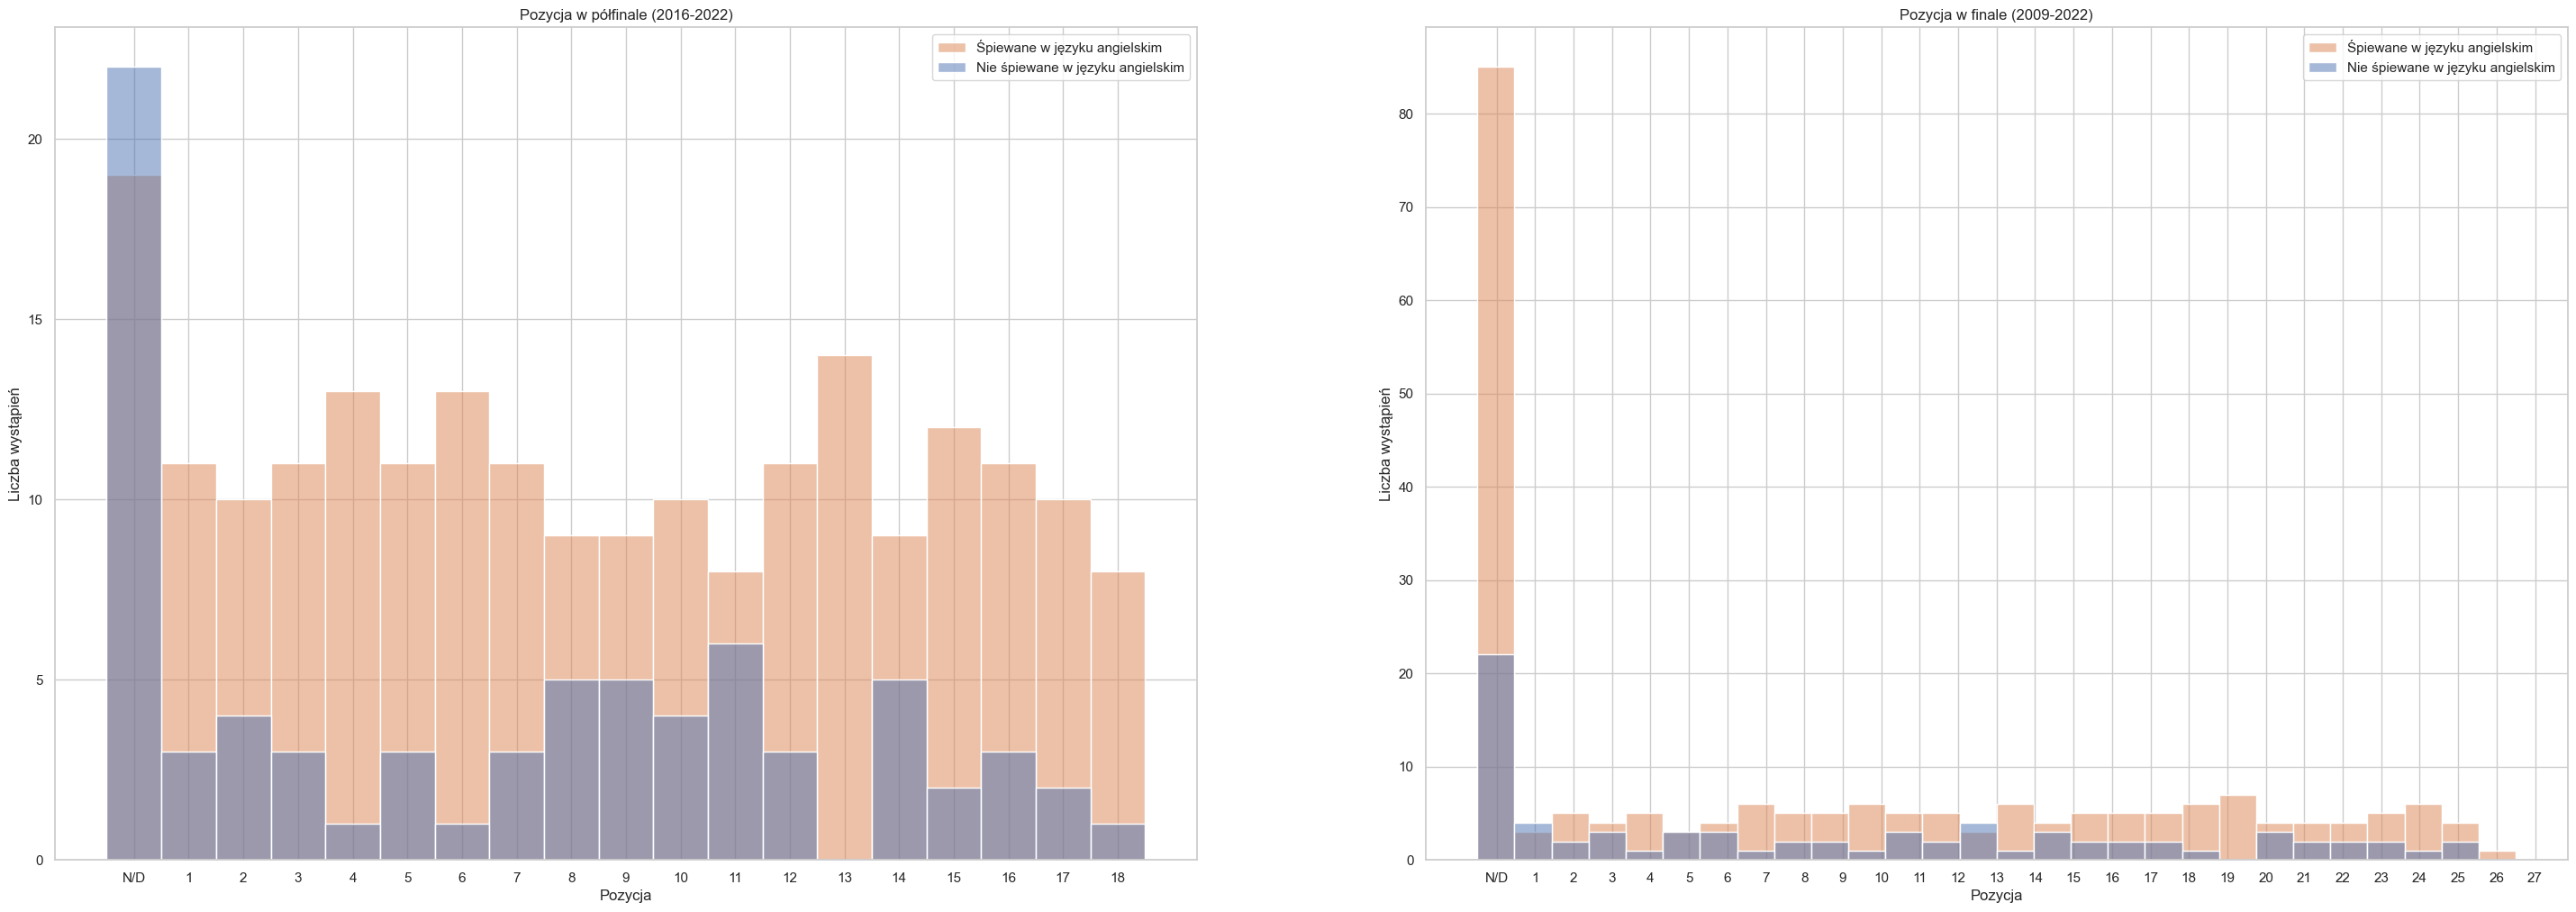 Pozycja w półfinale (2016-2022)
Śpiewane w języku angielskim
Nie śpiewane w języku angielskim
Liczba wystąpień
20
15
10
5
0
N/D 1 2 3 4 5 6 7 8 9 10 11 12 13 14 15 16 17 18
Pozycja
Pozycja w finale (2009-2022)
Śpiewane w języku angielskim
Nie śpiewane w języku angielskim
Liczba wystąpień
80
70
60
50
40
30
20
10
0
N/D 1 2 3 4 5 6 7 8 9 10 11 12 13 14 15 16 17 18 19 20 21 22 23 24 25 26 27
Pozycja